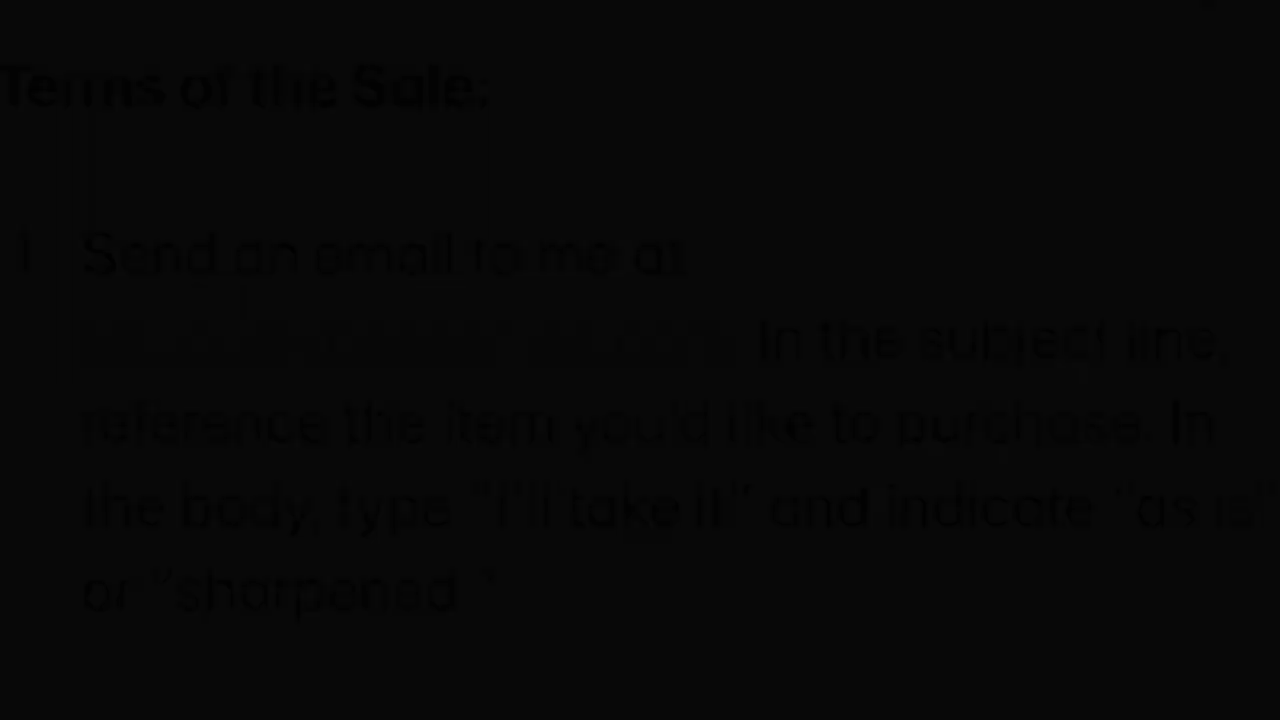 Terms of the Sale:
1 Send an email to me at
In the subject line,
reference the item you'd like to purchase. In
the body, type "I'll take it" and indicate "as is"
or "sharpened."